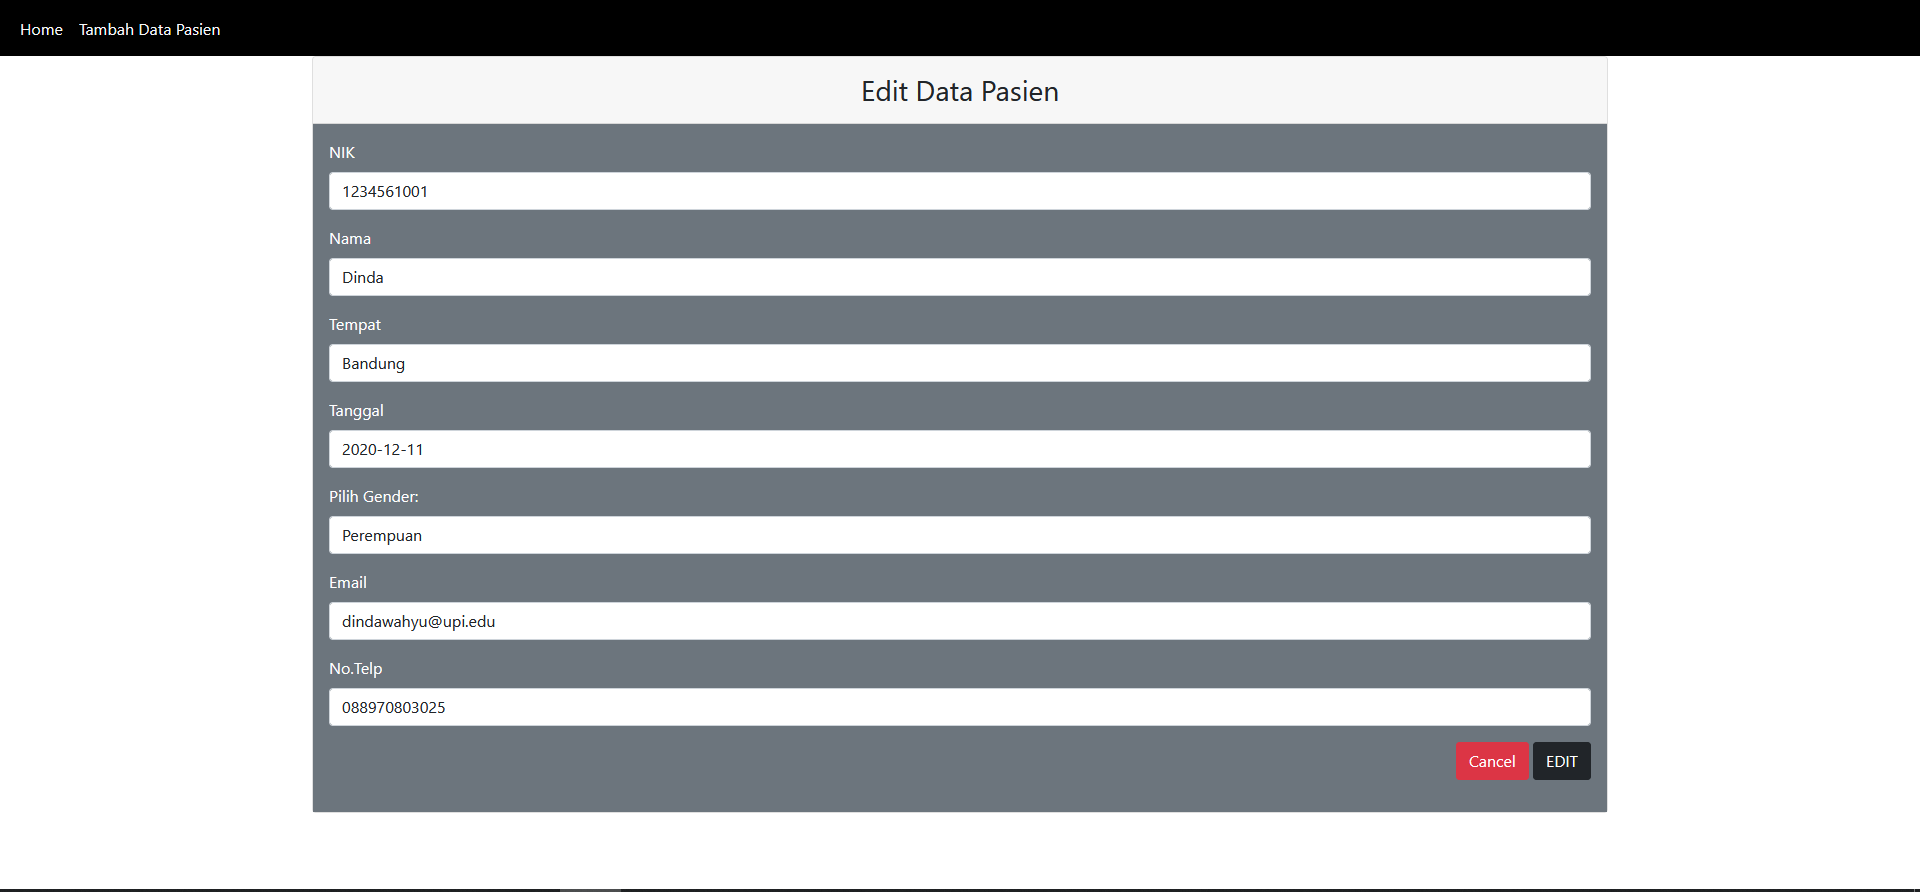 Home Tambah Data Pasien
Edit Data Pasien
NIK
1234561001
Nama
Dinda
Tempat
Bandung
Tanggal
2020-12-11
Pilih Gender:
Perempuan
Email
dindawahyu@upi.edu
No.Telp
088970803025
Cancel EDIT